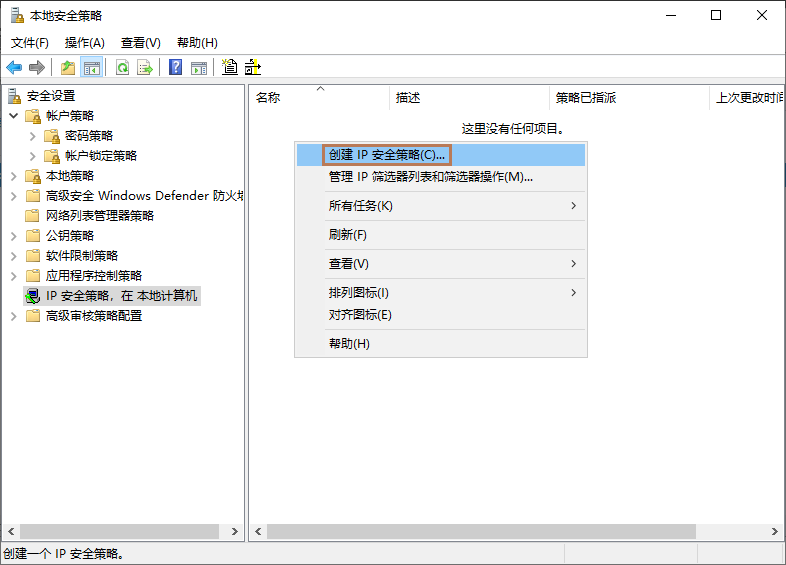 本地安全策略
文件(F) 操作(A) 查看(V) 帮助(H)
安全设置
帐户策略
密码策略
帐户锁定策略
本地策略
高级安全 Windows Defender 防火
网络列表管理器策略
公钥策略
软件限制策略
应用程序控制策略
IP 安全策略，在 本地计算机
高级审核策略配置
名称 描述 策略已指派 上次更改时间
这里没有任何项目。
创建 IP 安全策略(C)...
管理 IP 筛选器列表和筛选器操作(M)...
所有任务(K)
刷新(F)
查看(V)
排列图标(I)
对齐图标(E)
帮助(H)
创建一个 IP 安全策略。